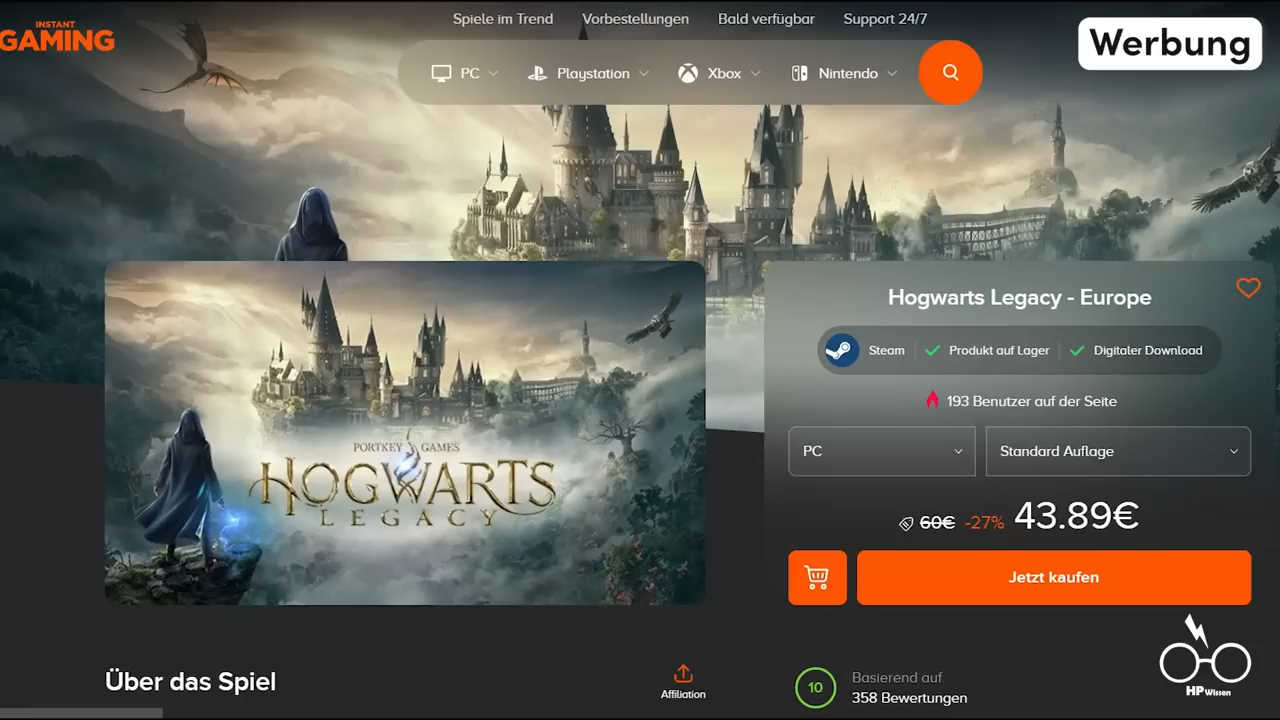 INSTANT
GAMING
Spiele im Trend
Vorbestellungen
Bald verfügbar
Support 24/7
Werbung
PC
Playstation
Xbox
Nintendo
PORTKEY GAMES
HOGWARTS
LEGACY
Hogwarts Legacy - Europe
Steam
Produkt auf Lager
Digitaler Download
193 Benutzer auf der Seite
PC
Standard Auflage
60€ -27% 43.89€
Jetzt kaufen
Über das Spiel
Affiliation
10
Basierend auf
358 Bewertungen
HP Wissen